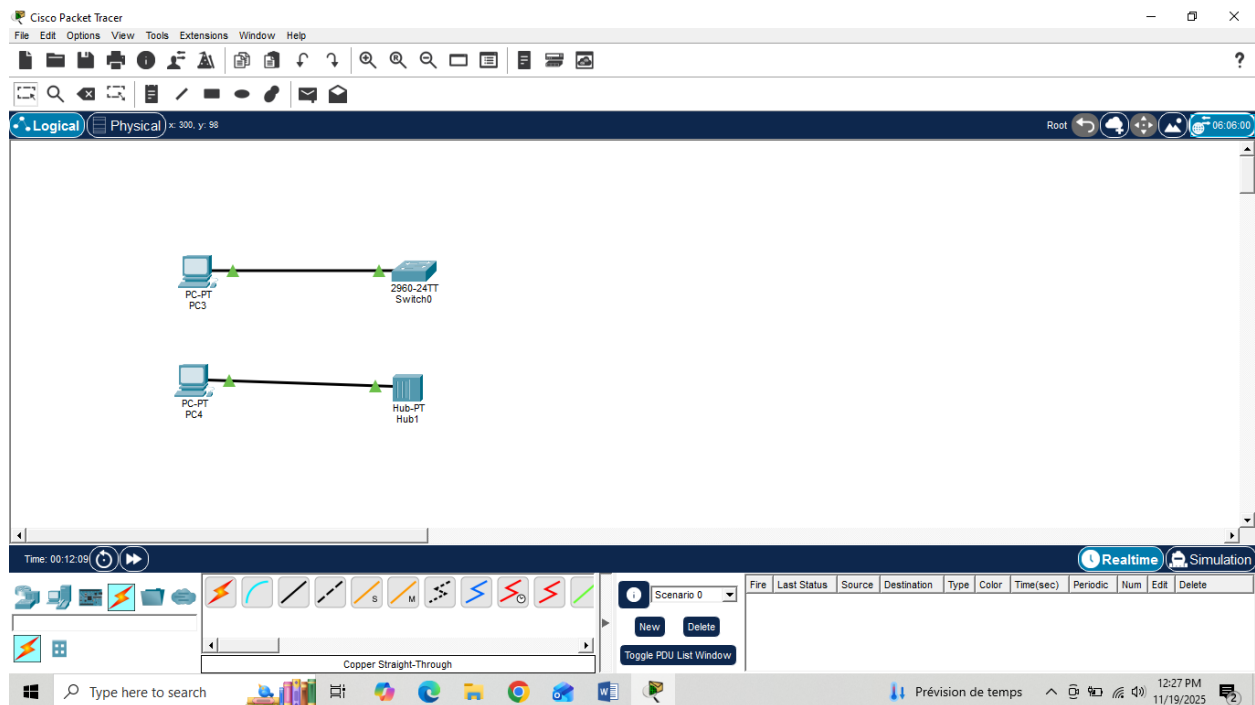 Cisco Packet Tracer
File Edit Options View Tools Extensions Window Help
?
Logical Physical x: 300, y: 98 Root 06:06:00
PC-PT
PC3
2960-24TT
Switch0
PC-PT
PC4
Hub-PT
Hub1
Time: 00:12:09 Realtime Simulation
S M
Copper Straight-Through
Scenario 0
New Delete
Toggle PDU List Window
Fire Last Status Source Destination Type Color Time(sec) Periodic Num Edit Delete
Type here to search
Prévision de temps
12:27 PM
11/19/2025
2